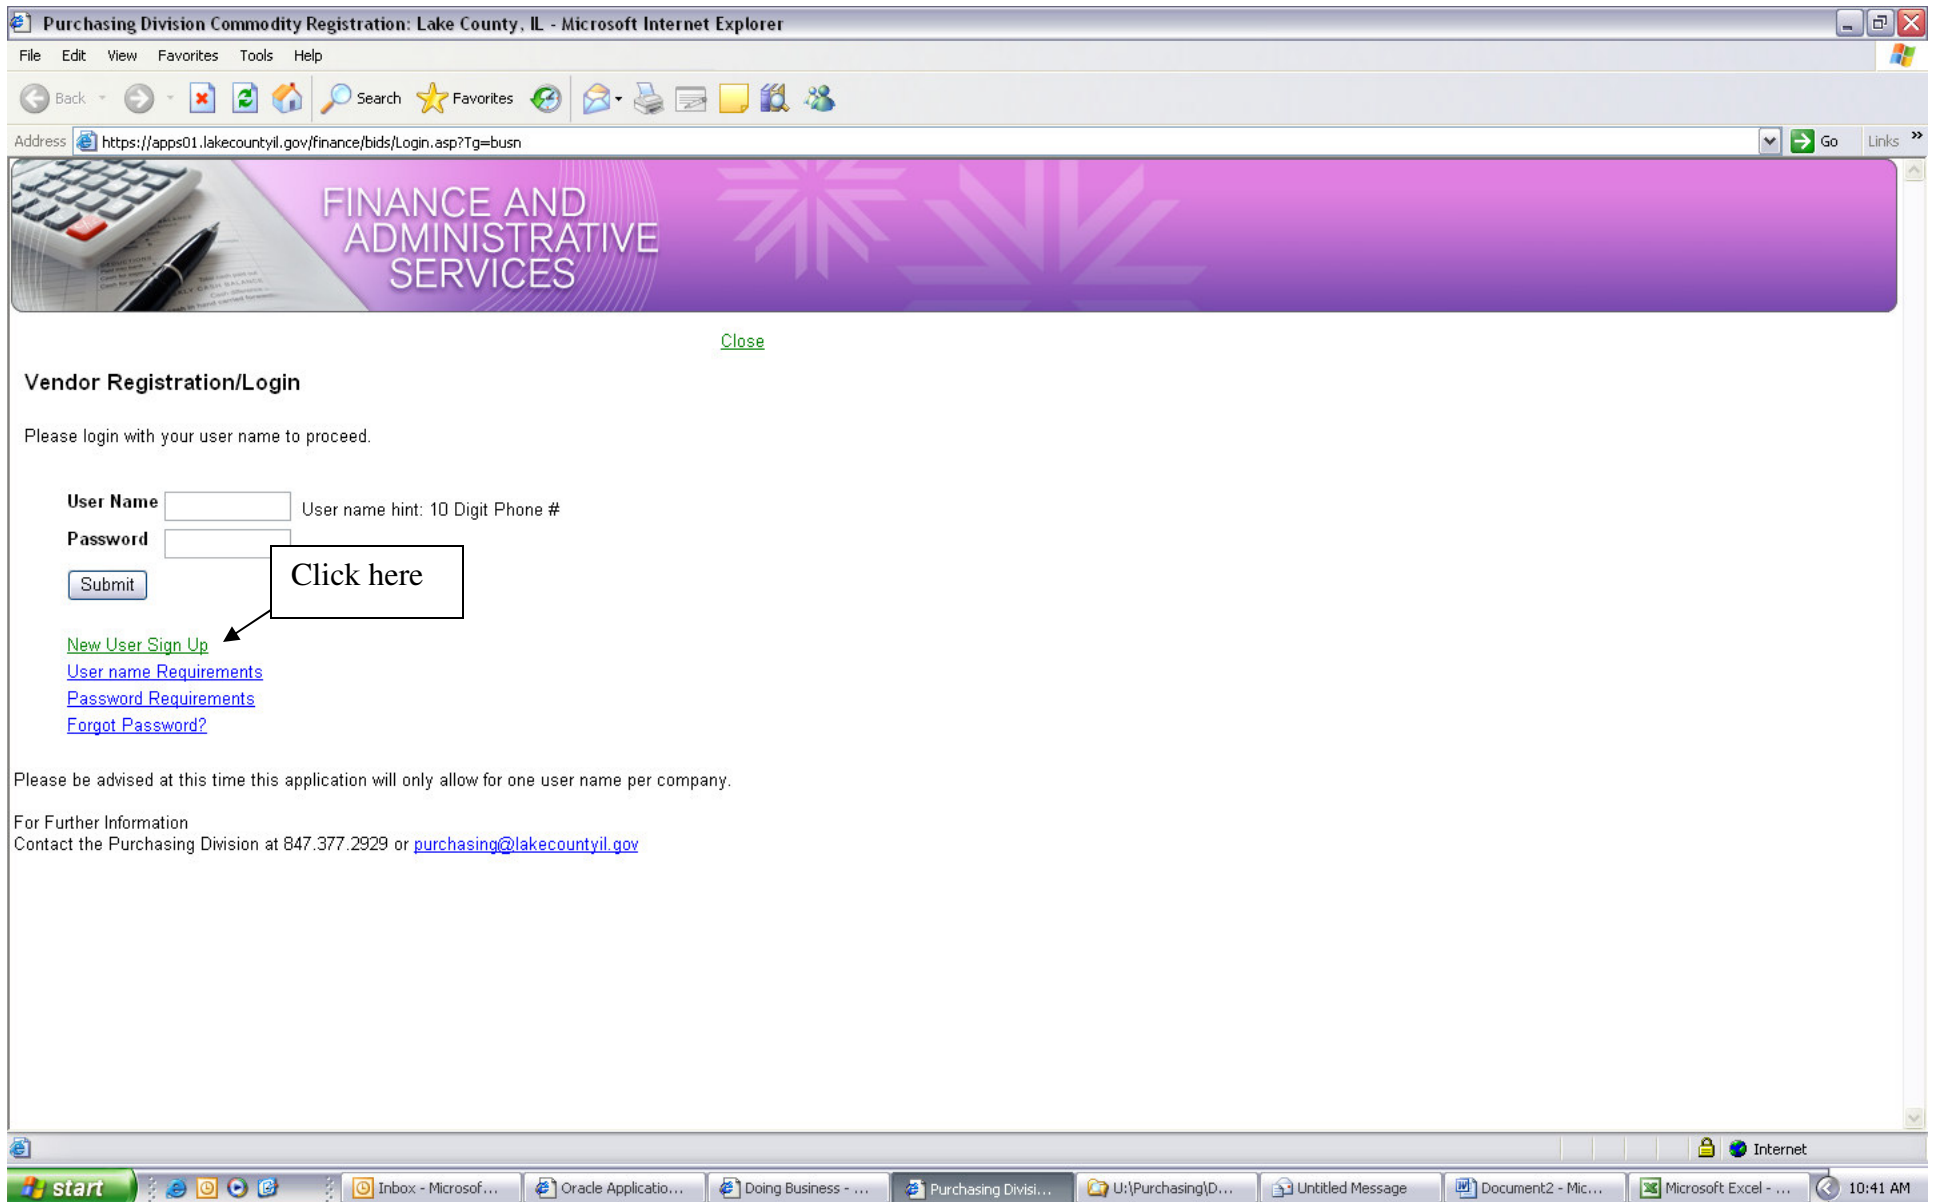 Purchasing Division Commodity Registration: Lake County, IL - Microsoft Internet Explorer
File Edit View Favorites Tools Help
Back Search Favorites
Address https://apps01.lakecountyil.gov/finance/bids/Login.asp?Tg=busn Go Links »
FINANCE AND
ADMINISTRATIVE
SERVICES
Close
Vendor Registration/Login
Please login with your user name to proceed.
User Name User name hint: 10 Digit Phone #
Password
Click here
Submit
New User Sign Up
User name Requirements
Password Requirements
Forgot Password?
Please be advised at this time this application will only allow for one user name per company.
For Further Information
Contact the Purchasing Division at 847.377.2929 or purchasing@lakecountyil.gov
Internet
start Inbox - Microsof... Oracle Applicatio... Doing Business - ... Purchasing Divisi... U:\Purchasing\D... Untitled Message Document2 - Mic... Microsoft Excel - ... 10:41 AM